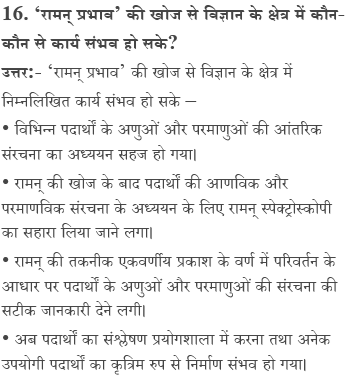 16. ‘रामन् प्रभाव’ की खोज से विज्ञान के क्षेत्र में कौन-
कौन से कार्य संभव हो सके?
उत्तर:- ‘रामन् प्रभाव’ की खोज से विज्ञान के क्षेत्र में
निम्नलिखित कार्य संभव हो सके –
• विभिन्न पदार्थों के अणुओं और परमाणुओं की आंतरिक
संरचना का अध्ययन सहज हो गया।
• रामन् की खोज के बाद पदार्थों की आणविक और
परमाणविक संरचना के अध्ययन के लिए रामन् स्पेक्ट्रोस्कोपी
का सहारा लिया जाने लगा।
• रामन् की तकनीक एकवर्णीय प्रकाश के वर्ण में परिवर्तन के
आधार पर पदार्थों के अणुओं और परमाणुओं की संरचना की
सटीक जानकारी देने लगी।
• अब पदार्थों का संश्लेषण प्रयोगशाला में करना तथा अनेक
उपयोगी पदार्थों का कृत्रिम रुप से निर्माण संभव हो गया।